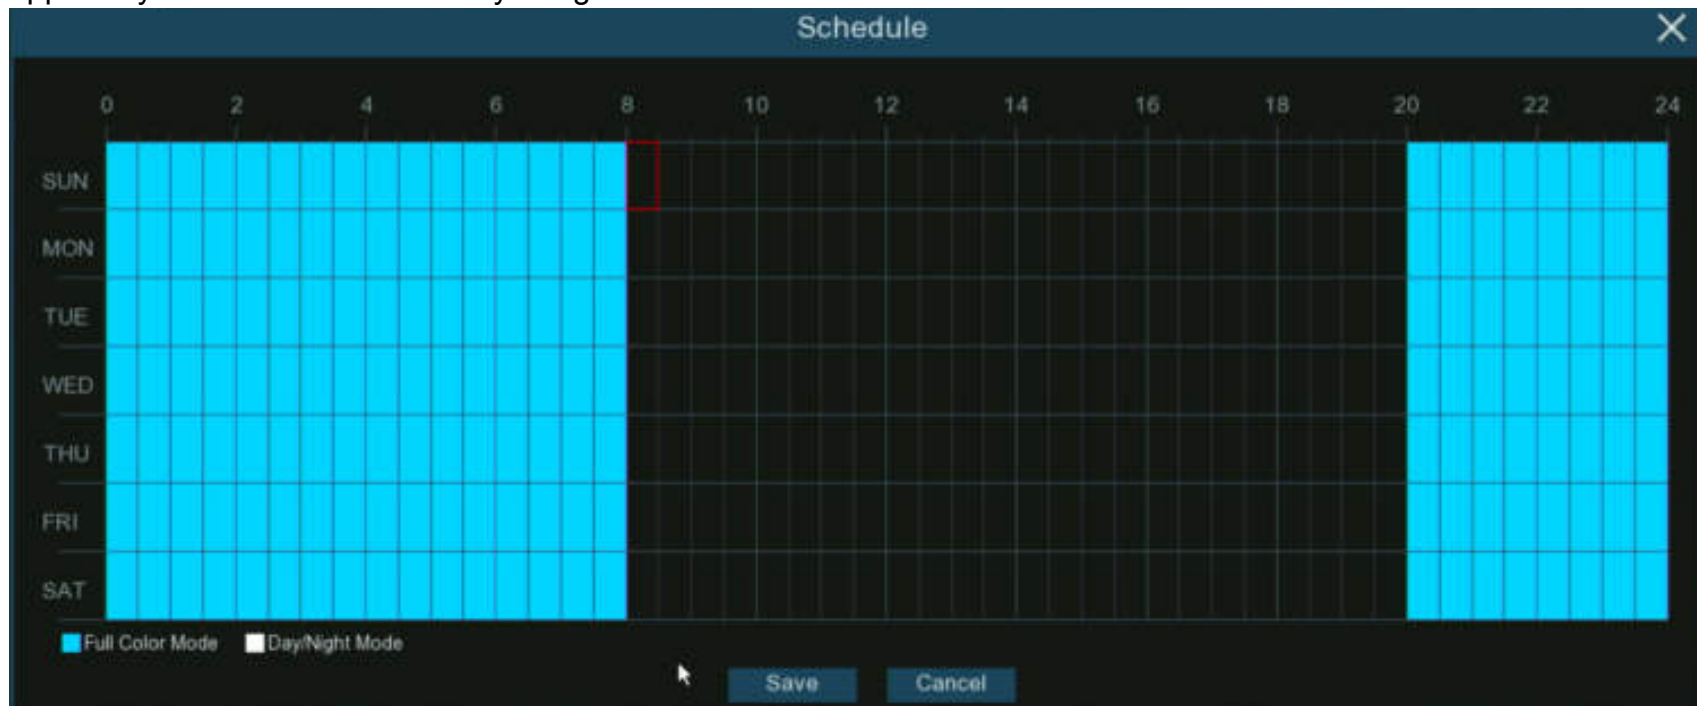 Schedule
0 2 4 6 8 10 12 14 16 18 20 22 24
SUN
MON
TUE
WED
THU
FRI
SAT
Full Color Mode Day/Night Mode
Save Cancel